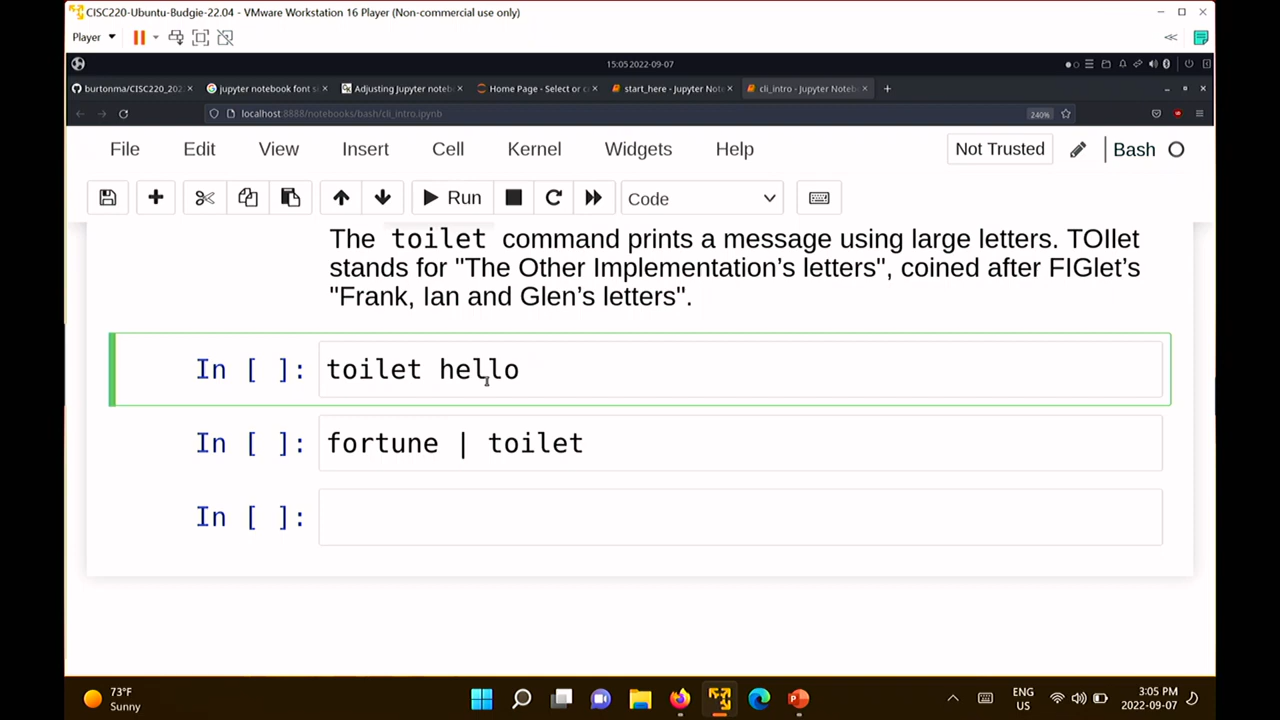 CISC220-Ubuntu-Budgie-22.04 - VMware Workstation 16 Player (Non-commercial use only)
Player
15:05 2022-09-07
burtonma/CISC220_202
jupyter notebook font si
Adjusting Jupyter noteb
Home Page - Select or c
start_here - Jupyter Note
cli_intro - Jupyter Noteb
localhost:8888/notebooks/bash/cli_intro.ipynb
240%
File Edit View Insert Cell Kernel Widgets Help Not Trusted Bash
Run Code
The toilet command prints a message using large letters. TOIlet
stands for "The Other Implementation's letters", coined after FIGlet's
"Frank, Ian and Glen's letters".
In [ ]: toilet hello
In [ ]: fortune | toilet
In [ ]:
73°F
Sunny
ENG
US
3:05 PM
2022-09-07